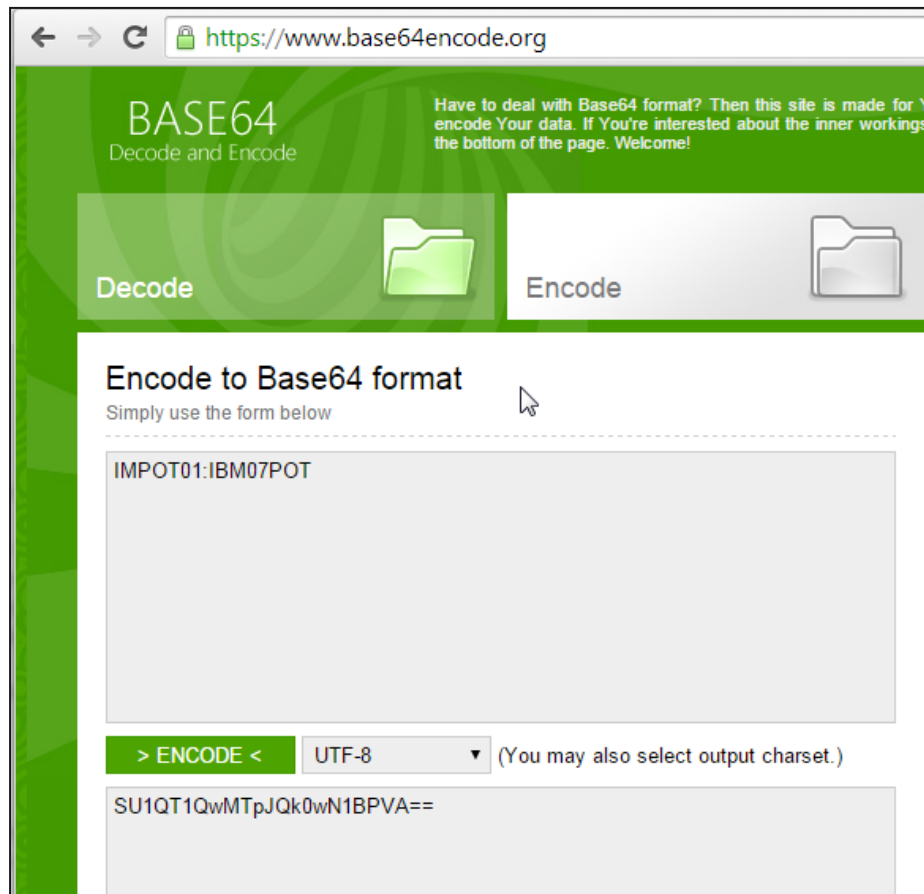 https://www.base64encode.org
BASE64
Decode and Encode
Have to deal with Base64 format? Then this site is made for
encode Your data. If You're interested about the inner workings
the bottom of the page. Welcome!
Decode
Encode
Encode to Base64 format
Simply use the form below
IMPOT01:IBM07POT
> ENCODE <
UTF-8
(You may also select output charset.)
SU1QT1QwMTpJQk0wN1BPVA==